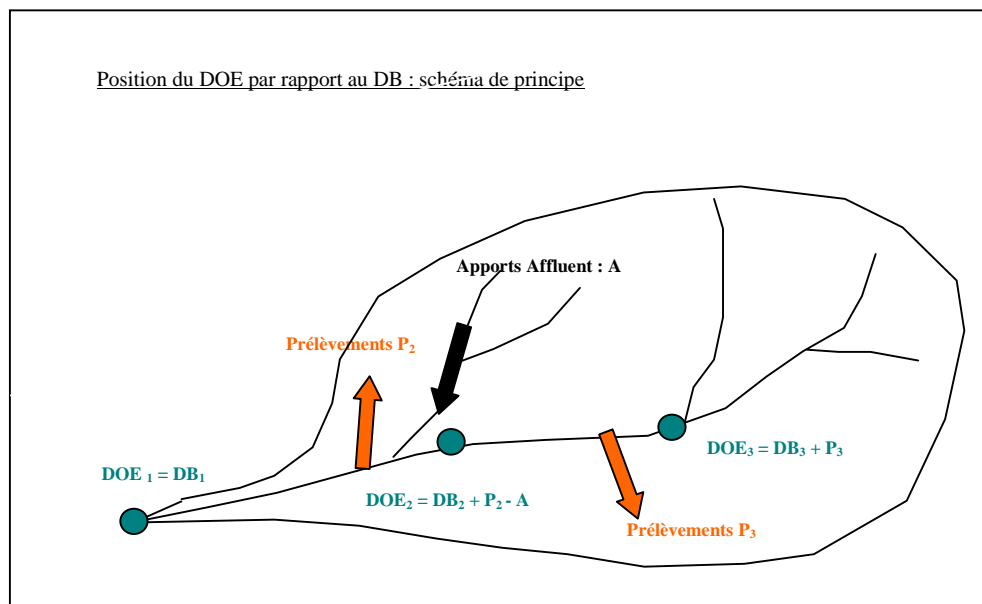 Position du DOE par rapport au DB : schéma de principe
Apports Affluent : A
Prélèvements P₂
DOE ₁ = DB₁
DOE₂ = DB₂ + P₂ - A
DOE₃ = DB₃ + P₃
Prélèvements P₃